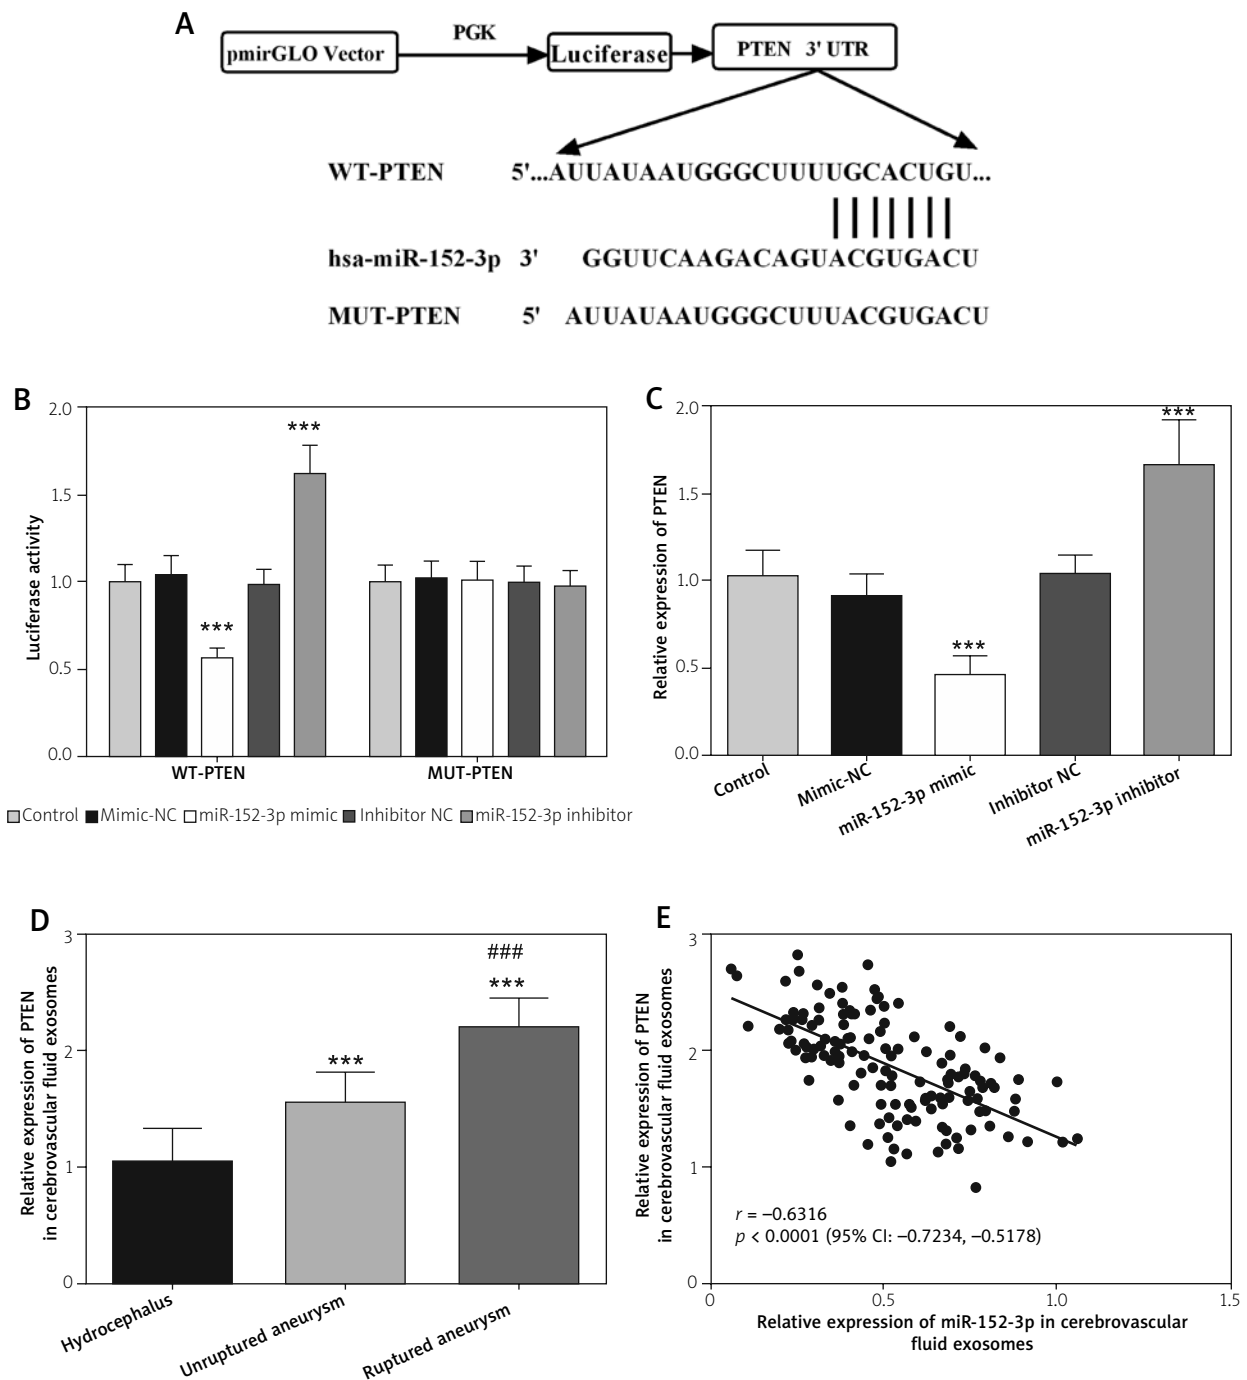 A
pmirGLO Vector
PGK
Luciferase
PTEN 3' UTR
WT-PTEN 5'...AUUAUAAUGGGCUUUUGCACUGU...
hsa-miR-152-3p 3' GGUUCAAGACAGUACGUGACU
MUT-PTEN 5' AUUAUAAUGGGCUUUACGUGACU
B
Luciferase activity
2.0
1.5
1.0
0.5
0.0
***
***
WT-PTEN
MUT-PTEN
Control Mimic-NC miR-152-3p mimic Inhibitor NC miR-152-3p inhibitor
C
Relative expression of PTEN
2.0
1.5
1.0
0.5
0.0
***
***
Control
Mimic-NC
miR-152-3p mimic
Inhibitor NC
miR-152-3p inhibitor
D
Relative expression of PTEN
in cerebrovascular fluid exosomes
3
2
1
0
***
###
***
Hydrocephalus
Unruptured aneurysm
Ruptured aneurysm
E
Relative expression of PTEN
in cerebrovascular fluid exosomes
3
2
1
0
r = –0.6316
p < 0.0001 (95% CI: –0.7234, –0.5178)
0
0.5
1.0
1.5
Relative expression of miR-152-3p in cerebrovascular
fluid exosomes